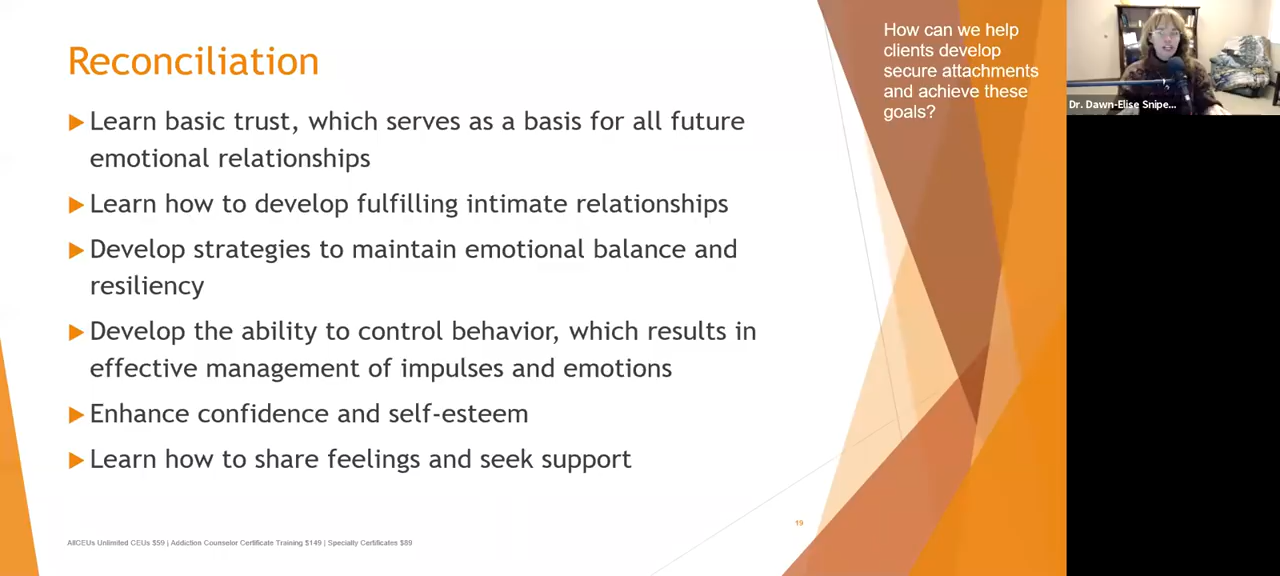 Reconciliation
Learn basic trust, which serves as a basis for all future
emotional relationships
Learn how to develop fulfilling intimate relationships
Develop strategies to maintain emotional balance and
resiliency
Develop the ability to control behavior, which results in
effective management of impulses and emotions
Enhance confidence and self-esteem
Learn how to share feelings and seek support
How can we help
clients develop
secure attachments
and achieve these
goals?
Dr. Dawn-Elise Snipe...
19
AllCEUs Unlimited CEUs $59 | Addiction Counselor Certificate Training $149 | Specialty Certificates $89